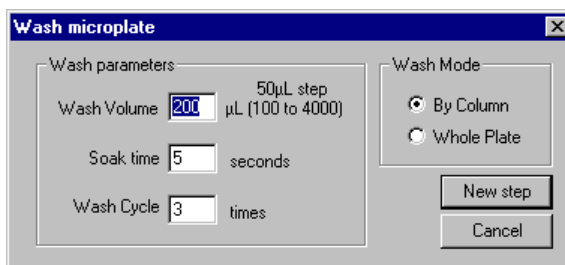 Wash microplate
Wash parameters
50µL step
Wash Volume 200 µL (100 to 4000)
Soak time 5 seconds
Wash Cycle 3 times
Wash Mode
By Column
Whole Plate
New step
Cancel